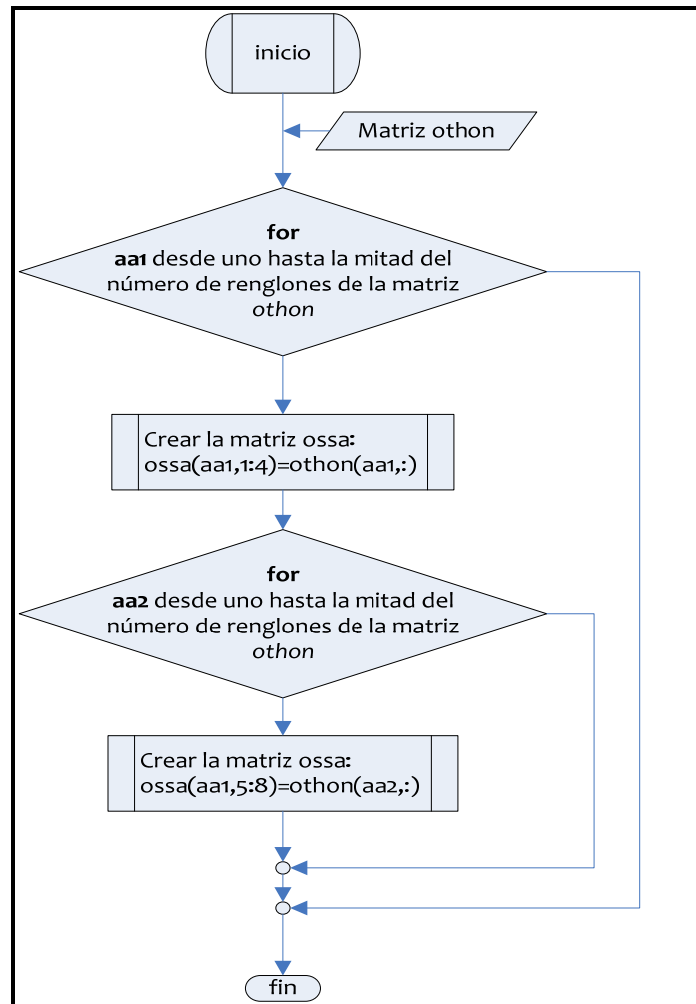 inicio
Matriz othon
for
aa1 desde uno hasta la mitad del
número de renglones de la matriz
othon
Crear la matriz ossa:
ossa(aa1,1:4)=othon(aa1,:)
for
aa2 desde uno hasta la mitad del
número de renglones de la matriz
othon
Crear la matriz ossa:
ossa(aa1,5:8)=othon(aa2,:)
fin